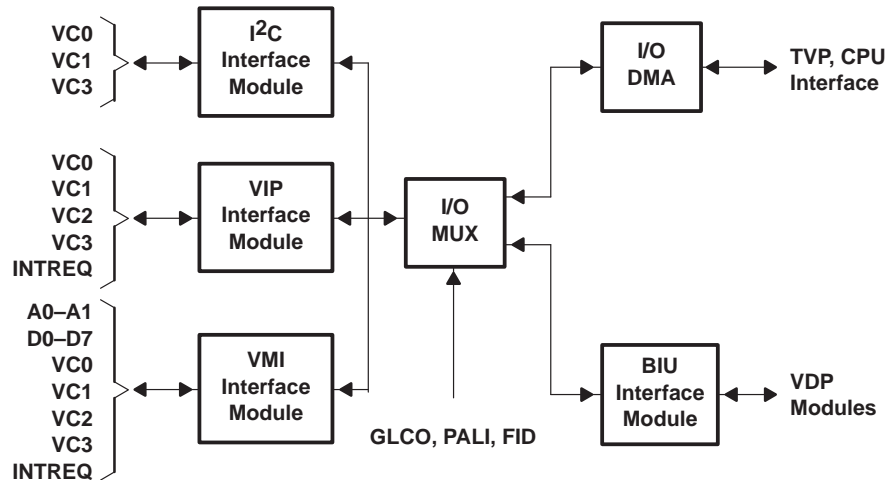 VC0
VC1
VC3
I2C
Interface
Module
I/O
DMA
TVP, CPU
Interface
VC0
VC1
VC2
VC3
INTREQ
VIP
Interface
Module
I/O
MUX
A0–A1
D0–D7
VC0
VC1
VC2
VC3
INTREQ
VMI
Interface
Module
GLCO, PALI, FID
BIU
Interface
Module
VDP
Modules